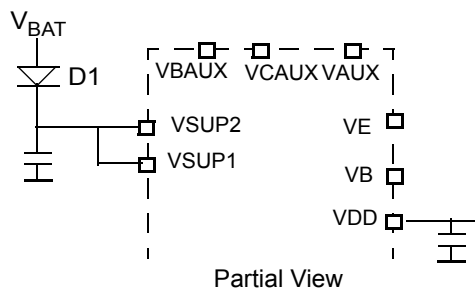 VBAT
D1
VBAUX VCAUX VAUX
VSUP2
VE
VSUP1
VB
VDD
Partial View